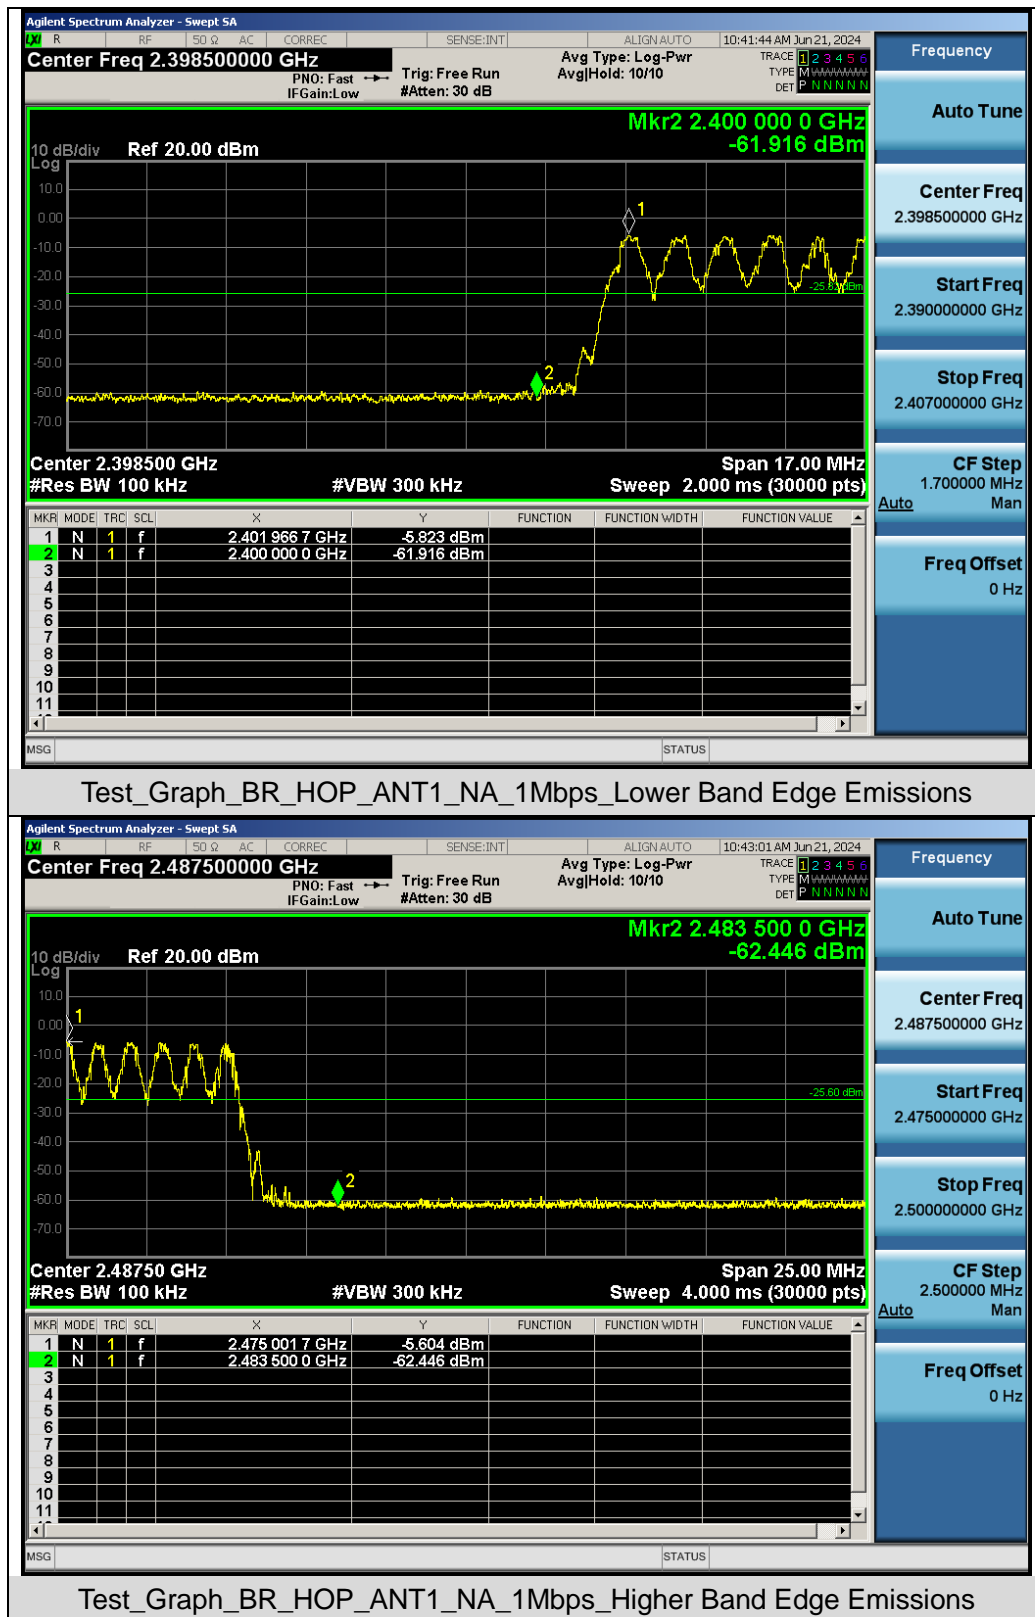 Agilent Spectrum Analyzer - Swept SA
LXI R RF 50 Ω AC CORREC SENSE:INT ALIGN AUTO 10:41:44 AM Jun 21, 2024
Center Freq 2.398500000 GHz
PNO: Fast
IFGain:Low
Trig: Free Run
#Atten: 30 dB
Avg Type: Log-Pwr
Avg|Hold: 10/10
TRACE 1 2 3 4 5 6
TYPE M WWWWW
DET P N N N N N
Mkr2 2.400 000 0 GHz
-61.916 dBm
10 dB/div Ref 20.00 dBm
Log
10.0
0.00
-10.0
-20.0
-30.0
-40.0
-50.0
-60.0
-70.0
1
2
Center 2.398500 GHz Span 17.00 MHz
#Res BW 100 kHz #VBW 300 kHz Sweep 2.000 ms (30000 pts)
MKR MODE TRC SCL X Y FUNCTION FUNCTION WIDTH FUNCTION VALUE
1 N 1 f 2.401 966 7 GHz -5.823 dBm
2 N 1 f 2.400 000 0 GHz -61.916 dBm
3
4
5
6
7
8
9
10
11
MSG STATUS
Frequency
Auto Tune
Center Freq
2.398500000 GHz
Start Freq
2.390000000 GHz
Stop Freq
2.407000000 GHz
CF Step
1.700000 MHz
Auto Man
Freq Offset
0 Hz
Test_Graph_BR_HOP_ANT1_NA_1Mbps_Lower Band Edge Emissions
Agilent Spectrum Analyzer - Swept SA
LXI R RF 50 Ω AC CORREC SENSE:INT ALIGN AUTO 10:43:01 AM Jun 21, 2024
Center Freq 2.487500000 GHz
PNO: Fast
IFGain:Low
Trig: Free Run
#Atten: 30 dB
Avg Type: Log-Pwr
Avg|Hold: 10/10
TRACE 1 2 3 4 5 6
TYPE M WWWWW
DET P N N N N N
Mkr2 2.483 500 0 GHz
-62.446 dBm
10 dB/div Ref 20.00 dBm
Log
10.0
0.00
-10.0
-20.0
-30.0
-40.0
-50.0
-60.0
-70.0
1
-25.60 dBm
2
Center 2.48750 GHz Span 25.00 MHz
#Res BW 100 kHz #VBW 300 kHz Sweep 4.000 ms (30000 pts)
MKR MODE TRC SCL X Y FUNCTION FUNCTION WIDTH FUNCTION VALUE
1 N 1 f 2.475 001 7 GHz -5.604 dBm
2 N 1 f 2.483 500 0 GHz -62.446 dBm
3
4
5
6
7
8
9
10
11
MSG STATUS
Frequency
Auto Tune
Center Freq
2.487500000 GHz
Start Freq
2.475000000 GHz
Stop Freq
2.500000000 GHz
CF Step
2.500000 MHz
Auto Man
Freq Offset
0 Hz
Test_Graph_BR_HOP_ANT1_NA_1Mbps_Higher Band Edge Emissions